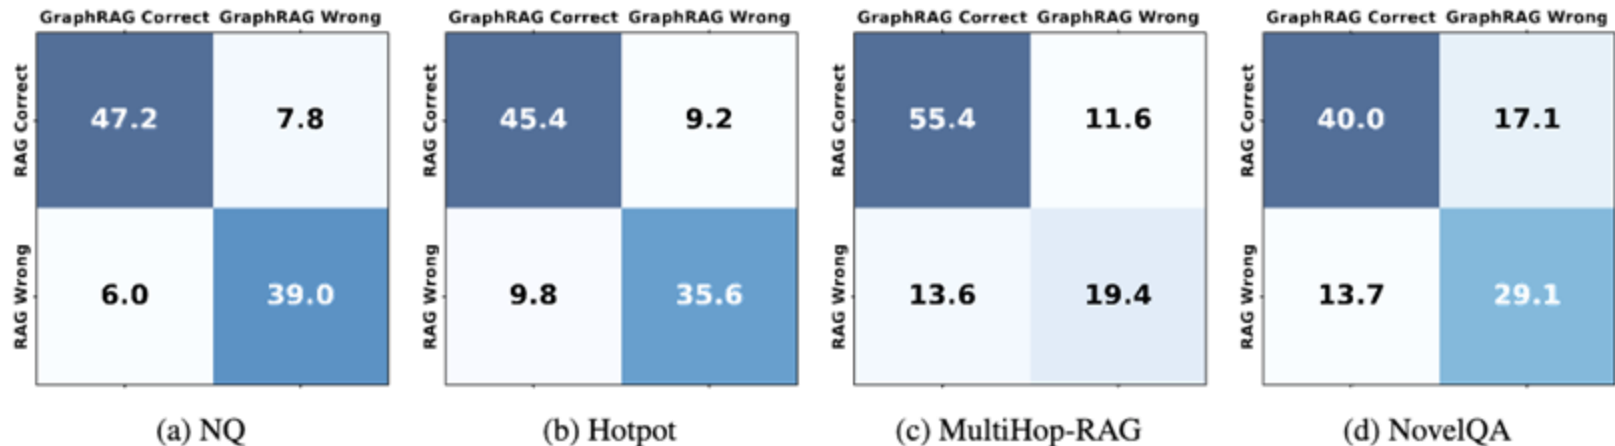 GraphRAG Correct GraphRAG Wrong
RAG Correct
47.2 7.8
RAG Wrong
6.0 39.0
(a) NQ
GraphRAG Correct GraphRAG Wrong
RAG Correct
45.4 9.2
RAG Wrong
9.8 35.6
(b) Hotpot
GraphRAG Correct GraphRAG Wrong
RAG Correct
55.4 11.6
RAG Wrong
13.6 19.4
(c) MultiHop-RAG
GraphRAG Correct GraphRAG Wrong
RAG Correct
40.0 17.1
RAG Wrong
13.7 29.1
(d) NovelQA